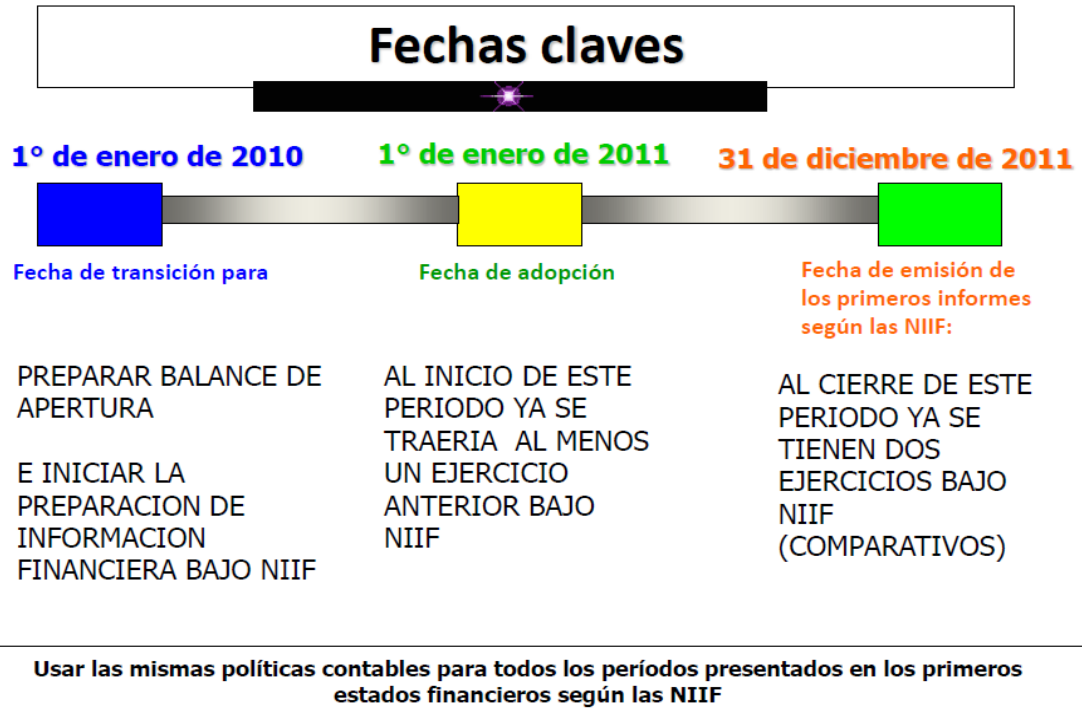 Fechas claves
1° de enero de 2010
1° de enero de 2011
31 de diciembre de 2011
Fecha de transición para
Fecha de adopción
Fecha de emisión de
los primeros informes
según las NIIF:
PREPARAR BALANCE DE
APERTURA
E INICIAR LA
PREPARACION DE
INFORMACION
FINANCIERA BAJO NIIF
AL INICIO DE ESTE
PERIODO YA SE
TRAERIA AL MENOS
UN EJERCICIO
ANTERIOR BAJO
NIIF
AL CIERRE DE ESTE
PERIODO YA SE
TIENEN DOS
EJERCICIOS BAJO
NIIF
(COMPARATIVOS)
Usar las mismas políticas contables para todos los períodos presentados en los primeros
estados financieros según las NIIF